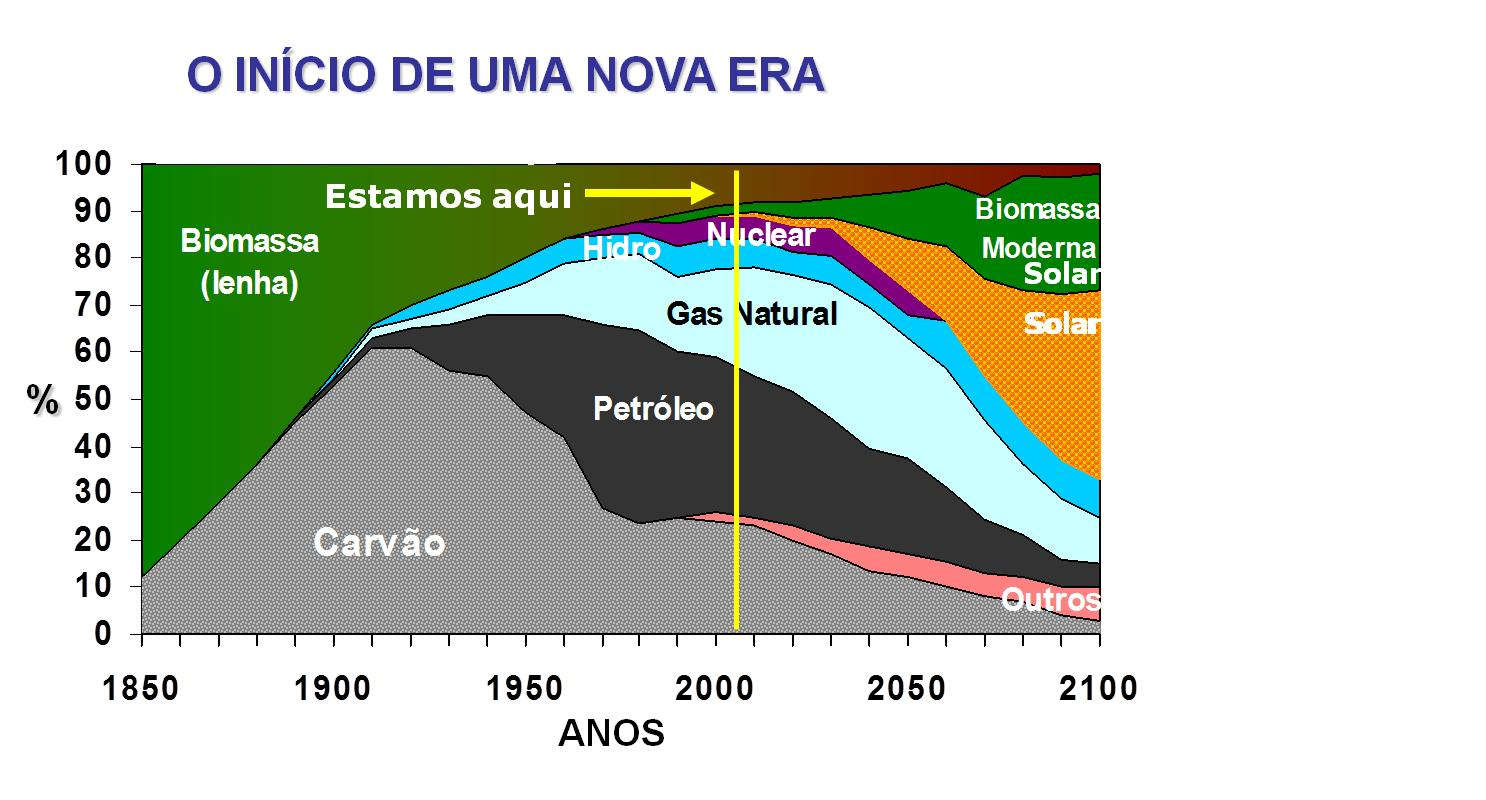 O INÍCIO DE UMA NOVA ERA
100
90
80
70
60
50
40
30
20
10
0
%
Estamos aqui
Biomassa
(lenha)
Hidro
Nuclear
Biomassa
Moderna
Solar
Solar
Gas Natural
Petróleo
Carvão
Outros
1850 1900 1950 2000 2050 2100
ANOS